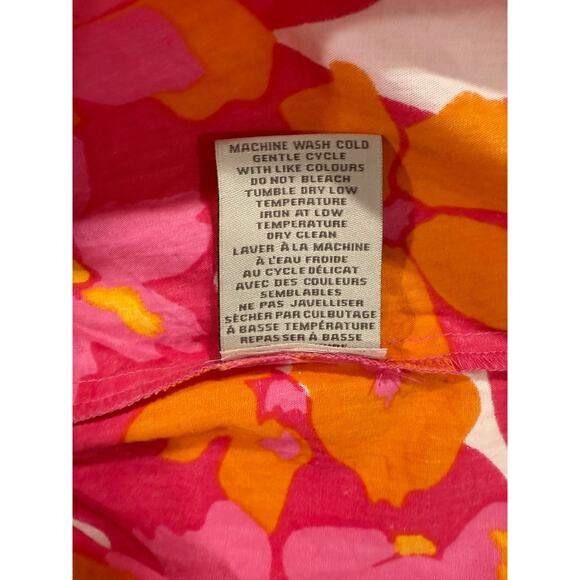 MACHINE WASH COLD
GENTLE CYCLE
WITH LIKE COLOURS
DO NOT BLEACH
TUMBLE DRY LOW
TEMPERATURE
IRON AT LOW
TEMPERATURE
DRY CLEAN
LAVER À LA MACHINE
À L'EAU FROIDE
AU CYCLE DÉLICAT
AVEC DES COULEURS
SEMBLABLES
NE PAS JAVELLISER
SÈCHER PAR CULBUTAGE
À BASSE TEMPÉRATURE
REPASSER À BASSE